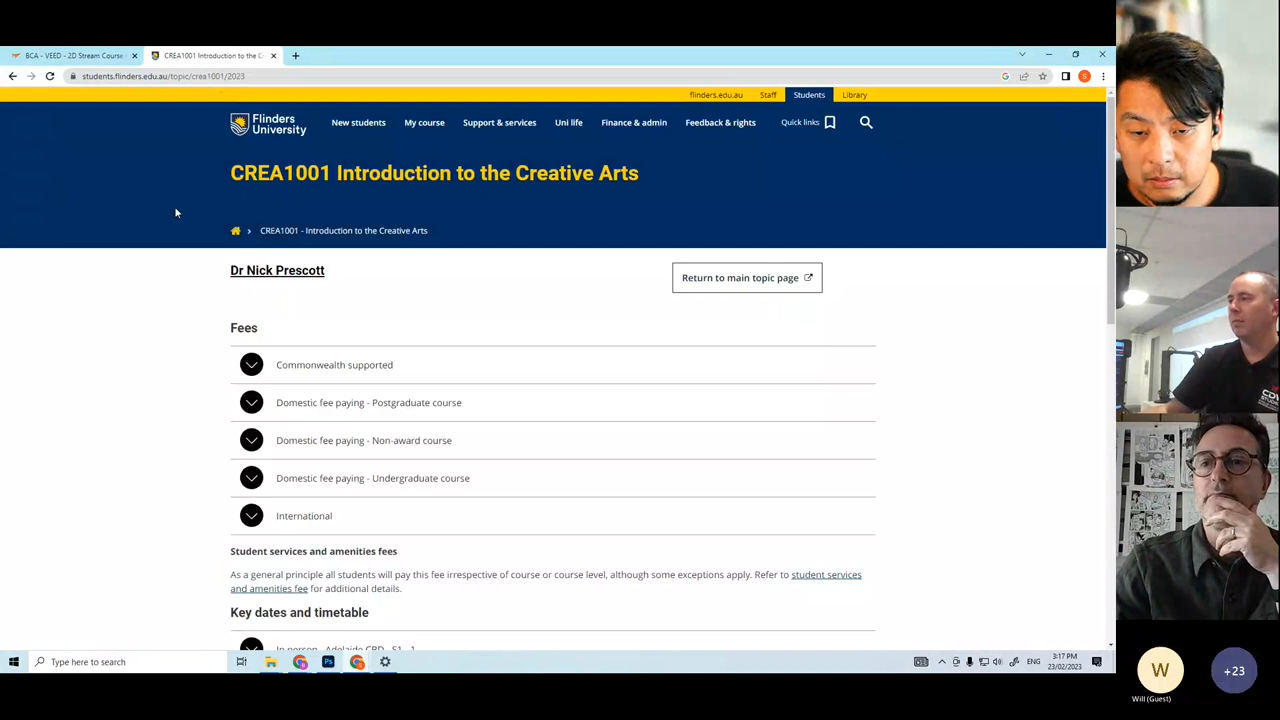 BCA - VEED - 2D Stream Course
CREA1001 Introduction to the C
students.flinders.edu.au/topic/crea1001/2023
flinders.edu.au Staff Students Library
Flinders University
New students My course Support & services Uni life Finance & admin Feedback & rights Quick links
CREA1001 Introduction to the Creative Arts
CREA1001 - Introduction to the Creative Arts
Dr Nick Prescott
Return to main topic page
Fees
Commonwealth supported
Domestic fee paying - Postgraduate course
Domestic fee paying - Non-award course
Domestic fee paying - Undergraduate course
International
Student services and amenities fees
As a general principle all students will pay this fee irrespective of course or course level, although some exceptions apply. Refer to student services
and amenities fee for additional details.
Key dates and timetable
In person - Adelaide CBD - S1 - 1
Type here to search
ENG
3:17 PM
23/02/2023
W
+23
Will (Guest)